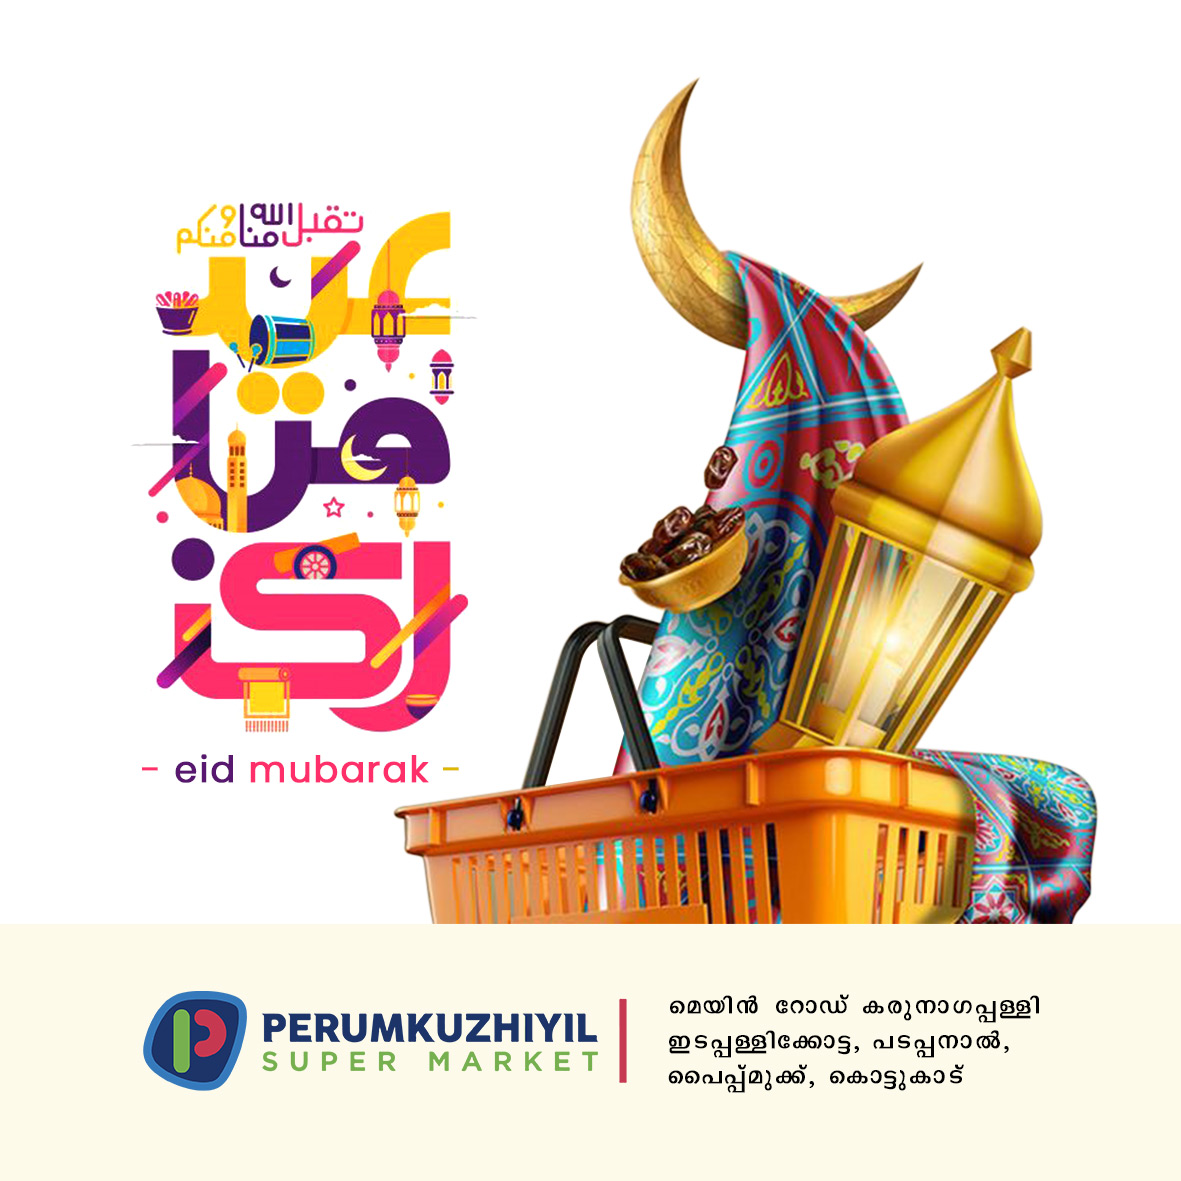 تقبل الله منا ومنكم
عيد
مبارك
- eid mubarak -
PERUMKUZHIYIL
SUPER MARKET
മെയിൻ റോഡ് കരുനാഗപ്പള്ളി
ഇടപ്പള്ളിക്കോട്ട, പടപ്പനാൽ,
പൈപ്പ്മുക്ക്, കൊട്ടുകാട്